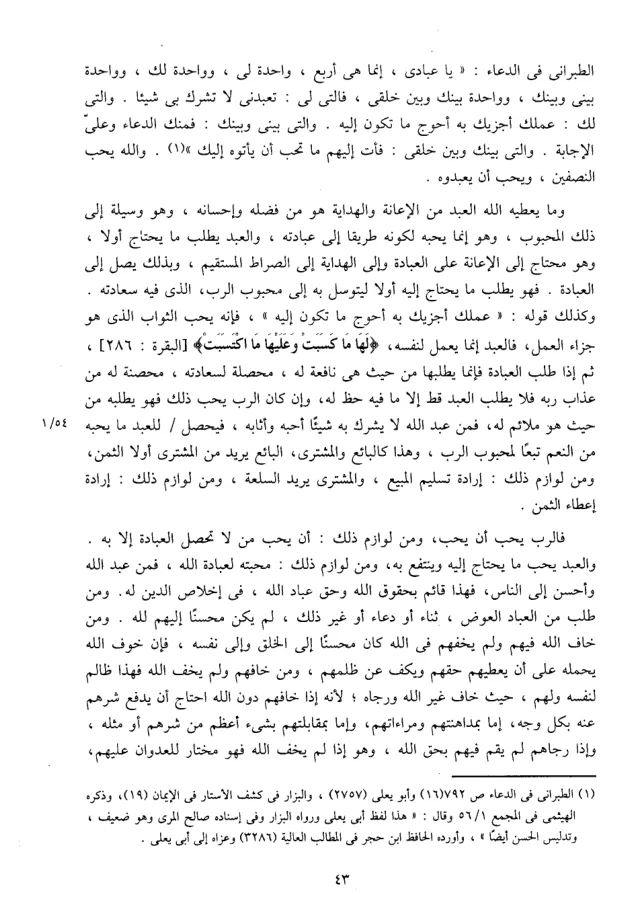 الطبرانى فى الدعاء : « يا عبادى ، إنما هى أربع ، واحدة لى ، وواحدة لك ، وواحدة
بينى وبينك ، وواحدة بينك وبين خلقى ، فالتى لى : تعبدنى لا تشرك بى شيئا . والتى
لك : عملك أجزيك به أحوج ما تكون إليه . والتى بينى وبينك : فمنك الدعاء وعلىّ
الإجابة . والتى بينك وبين خلقى : فأت إليهم ما تحب أن يأتوه إليك »(١) . والله يحب
النصفين ، ويحب أن يعبدوه .
وما يعطيه الله العبد من الإعانة والهداية هو من فضله وإحسانه ، وهو وسيلة إلى
ذلك المحبوب ، وهو إنما يحبه لكونه طريقا إلى عبادته ، والعبد يطلب ما يحتاج أولا ،
وهو محتاج إلى الإعانة على العبادة وإلى الهداية إلى الصراط المستقيم ، وبذلك يصل إلى
العبادة . فهو يطلب ما يحتاج إليه أولا ليتوسل به إلى محبوب الرب، الذى فيه سعادته .
وكذلك قوله : « عملك أجزيك به أحوج ما تكون إليه » ، فإنه يحب الثواب الذى هو
جزاء العمل، فالعبد إنما يعمل لنفسه، ﴿لَهَا مَا كَسَبَتْ وَعَلَيْهَا مَا اكْتَسَبَتْ﴾ [البقرة : ٢٨٦] ،
ثم إذا طلب العبادة فإنما يطلبها من حيث هى نافعة له ، محصلة لسعادته ، محصنة له من
عذاب ربه فلا يطلب العبد قط إلا ما فيه حظ له، وإن كان الرب يحب ذلك فهو يطلبه من
حيث هو ملائم له، فمن عبد الله لا يشرك به شيئًا أحبه وأثابه ، فيحصل / للعبد ما يحبه
١/٥٤
من النعم تبعًا لمحبوب الرب ، وهذا كالبائع والمشترى، البائع يريد من المشترى أولا الثمن،
ومن لوازم ذلك : إرادة تسليم المبيع ، والمشترى يريد السلعة ، ومن لوازم ذلك : إرادة
إعطاء الثمن .
فالرب يحب أن يحب، ومن لوازم ذلك : أن يحب من لا تحصل العبادة إلا به .
والعبد يحب ما يحتاج إليه وينتفع به، ومن لوازم ذلك : محبته لعبادة الله ، فمن عبد الله
وأحسن إلى الناس، فهذا قائم بحقوق الله وحق عباد الله ، فى إخلاص الدين له. ومن
طلب من العباد العوض ، ثناء أو دعاء أو غير ذلك ، لم يكن محسنًا إليهم لله . ومن
خاف الله فيهم ولم يخفهم فى الله كان محسنًا إلى الخلق وإلى نفسه ، فإن خوف الله
يحمله على أن يعطيهم حقهم ويكف عن ظلمهم ، ومن خافهم ولم يخف الله فهذا ظالم
لنفسه ولهم ، حيث خاف غير الله ورجاه ؛ لأنه إذا خافهم دون الله احتاج أن يدفع شرهم
عنه بكل وجه، إما بمداهنتهم ومراءاتهم، وإما بمقابلتهم بشىء أعظم من شرهم أو مثله ،
وإذا رجاهم لم يقم فيهم بحق الله ، وهو إذا لم يخف الله فهو مختار للعدوان عليهم،
(١) الطبرانى فى الدعاء ص ٧٩٢(١٦) وأبو يعلى (٢٧٥٧) ، والبزار فى كشف الأستار فى الإيمان (١٩)، وذكره
الهيثمى فى المجمع ٥٦/١ وقال : « هذا لفظ أبى يعلى ورواه البزار وفى إسناده صالح المرى وهو ضعيف ،
وتدليس الحسن أيضًا » ، وأورده الحافظ ابن حجر فى المطالب العالية (٣٢٨٦) وعزاه إلى أبى يعلى .
٤٣